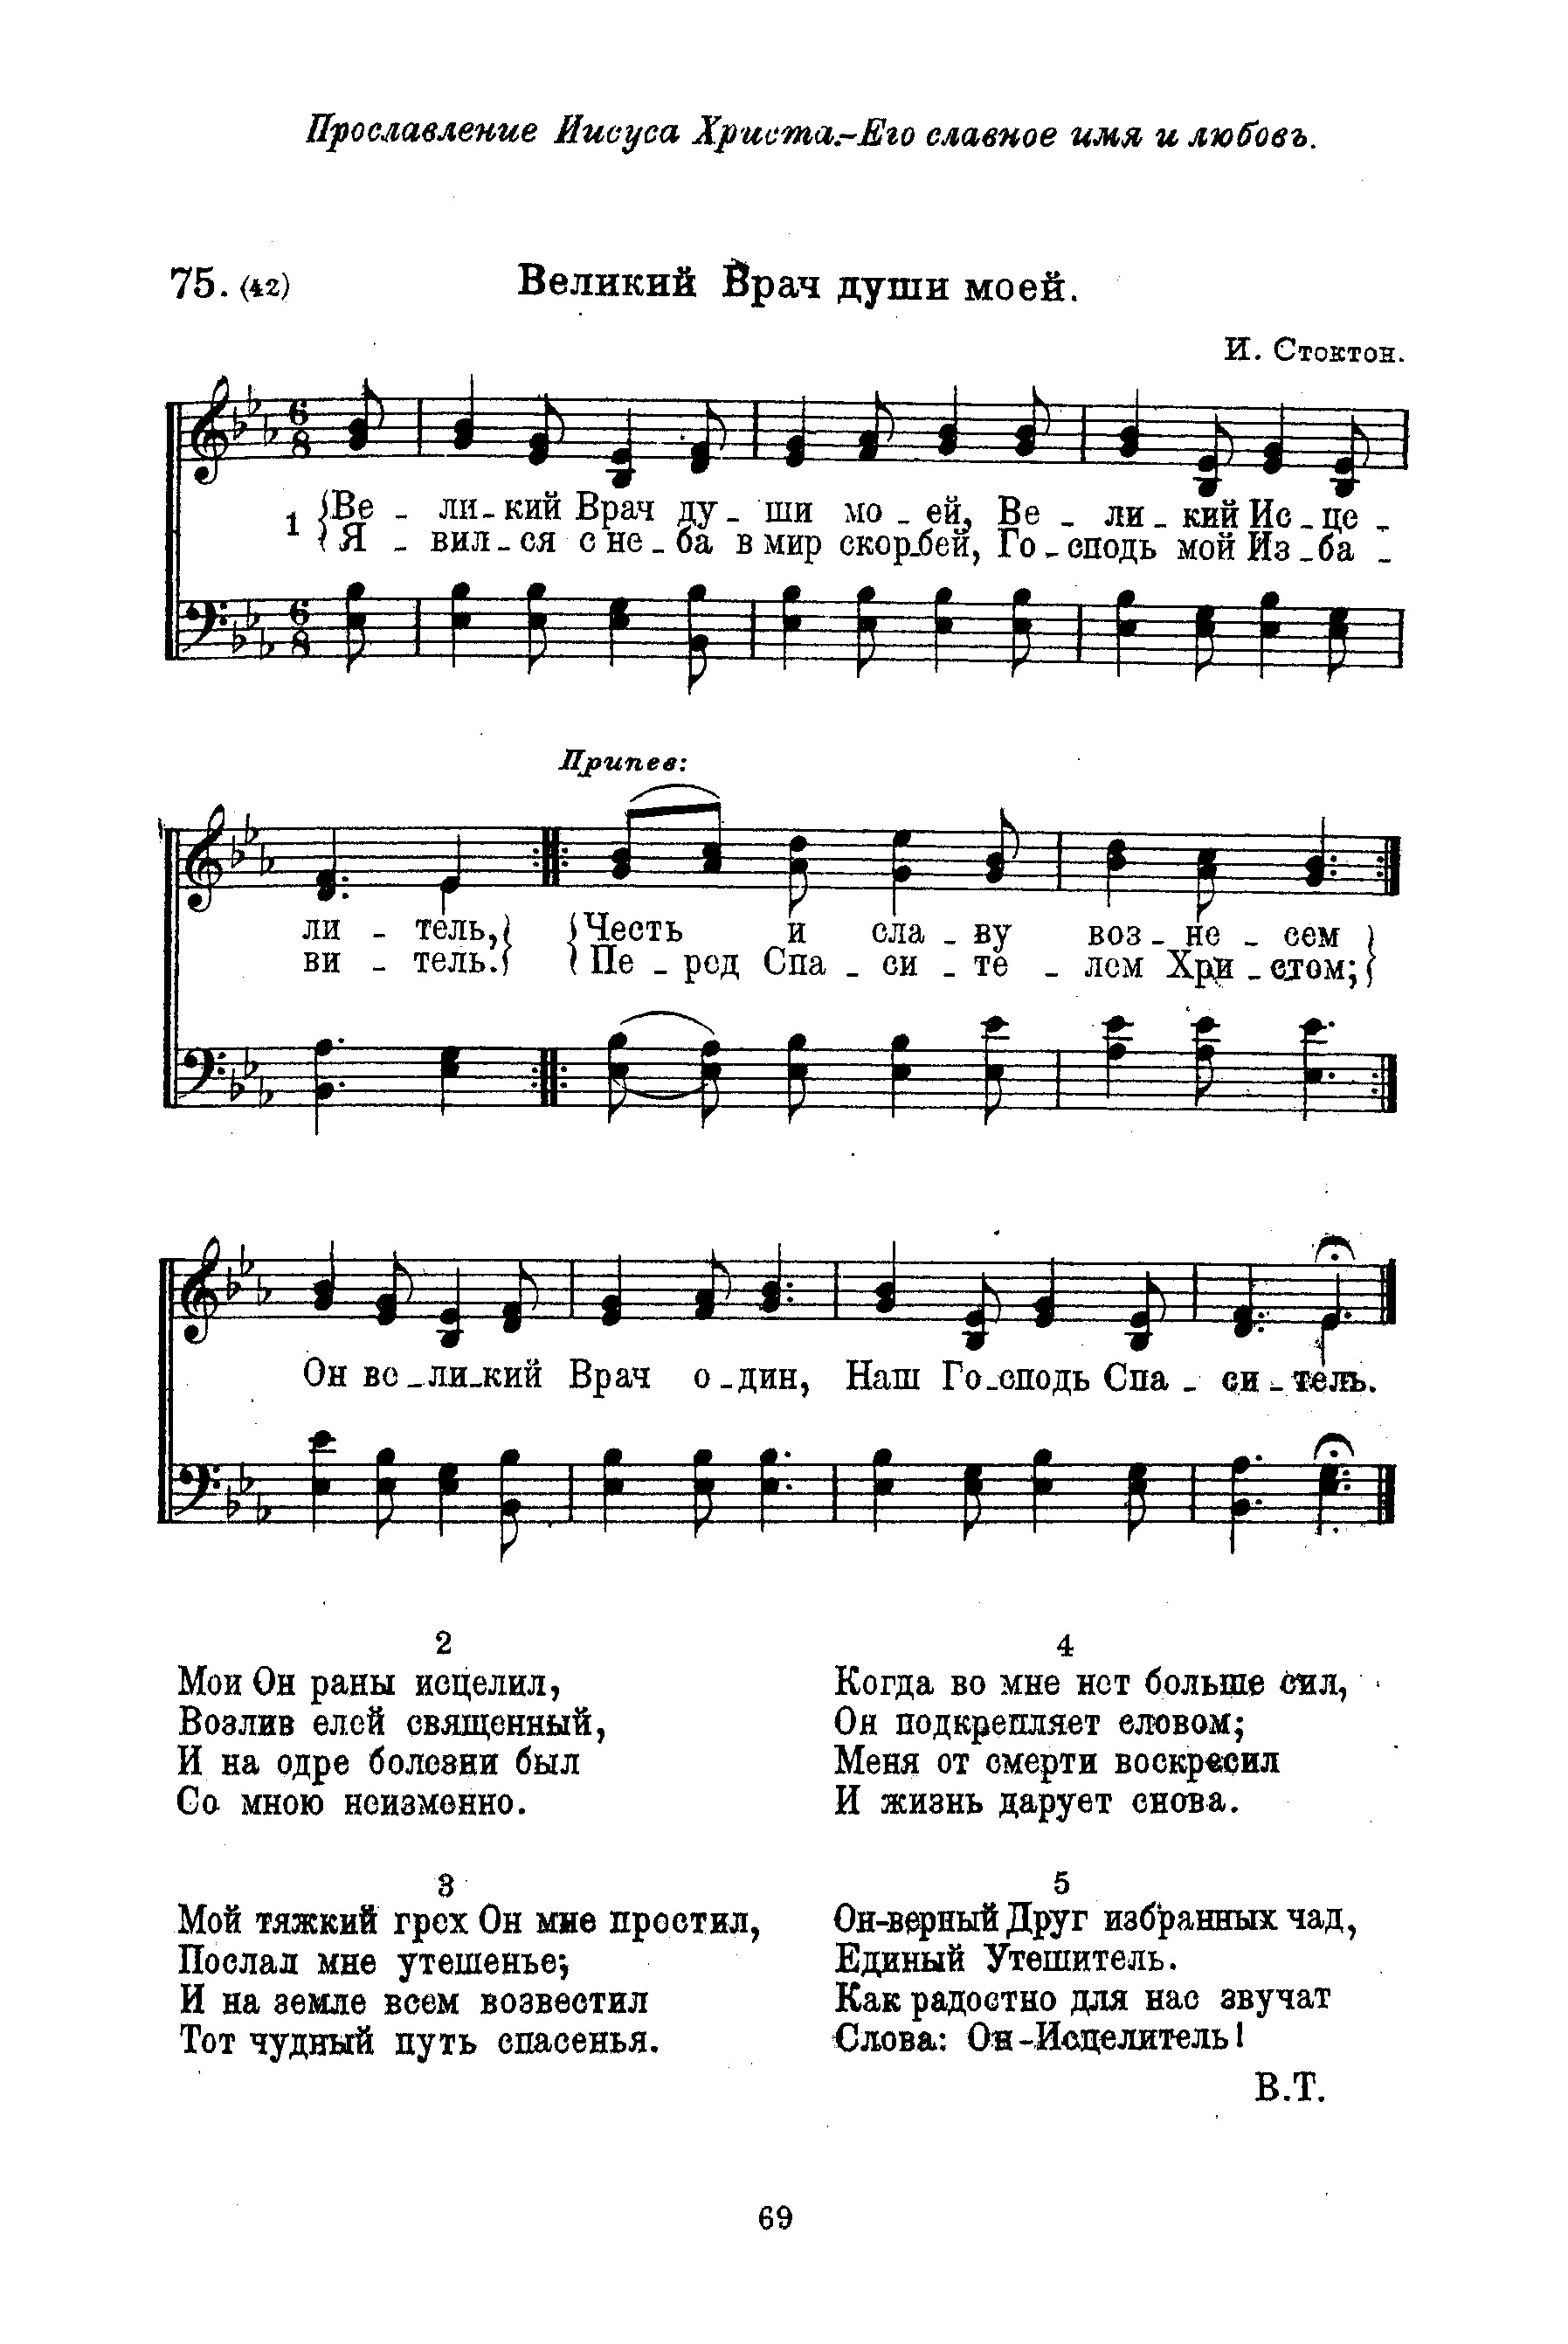 Прославление Иисуса Христа.-Его славное имя и любовъ.
75. (42)
Великий Врач души моей.
И. Стоктон.
1
Ве - ли - кий Врач ду - ши мо - ей, Ве - ли - кий Ис - це -
Я - вил - ся с не - ба в мир скор - бей, Го - сподь мой Из - ба -
Припев:
ли - тель, Честь и сла - ву воз - не - сем
ви - тель. Пе - ред Спа - си - те - лем Хри - стом;
Он ве - ли - кий Врач о - дин, Наш Го - сподь Спа - си - тель.
2
Мои Он раны исцелил,
Возлив елей священный,
И на одре болезни был
Со мною неизменно.
3
Мой тяжкий грех Он мне простил,
Послал мне утешенье;
И на земле всем возвестил
Тот чудный путь спасенья.
4
Когда во мне нет больше сил,
Он подкрепляет словом;
Меня от смерти воскресил
И жизнь дарует снова.
5
Он-верный Друг избранных чад,
Единый Утешитель.
Как радостно для нас звучат
Слова: Он-Исцелитель!
В.Т.
69